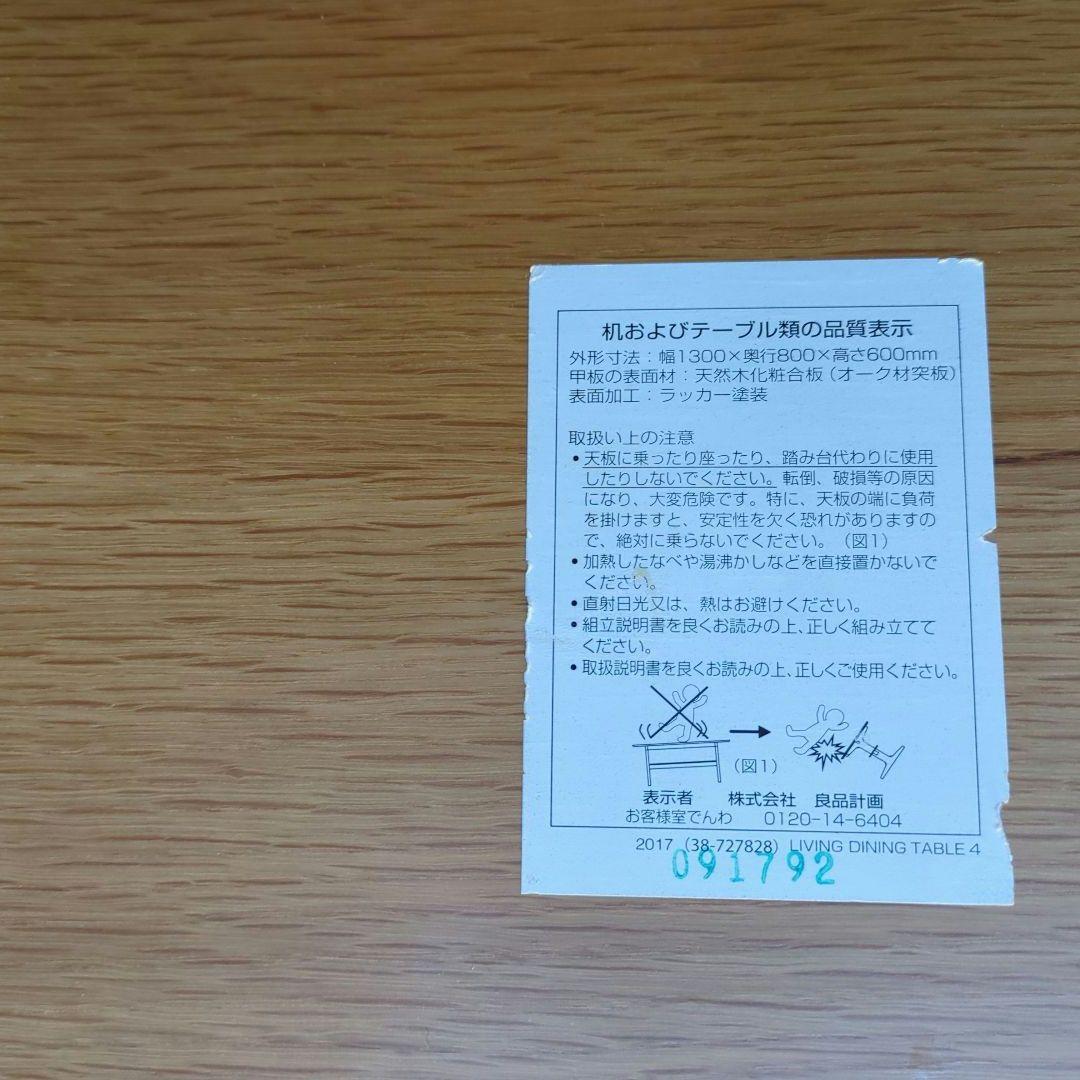 机およびテーブル類の品質表示
外形寸法：幅1300×奥行800×高さ600mm
甲板の表面材：天然木化粧合板（オーク材突板）
表面加工：ラッカー塗装
取扱い上の注意
•天板に乗ったり座ったり、踏み台代わりに使用
したりしないでください。転倒、破損等の原因
になり、大変危険です。特に、天板の端に負荷
を掛けますと、安定性を欠く恐れがありますの
で、絶対に乗らないでください。（図1）
•加熱したなべや湯沸かしなどを直接置かないで
ください。
•直射日光又は、熱はお避けください。
•組立説明書を良くお読みの上、正しく組み立てて
ください。
•取扱説明書を良くお読みの上、正しくご使用ください。
（図1）
表示者　株式会社　良品計画
お客様室でんわ　0120-14-6404
2017（38-727828）LIVING DINING TABLE 4
091792